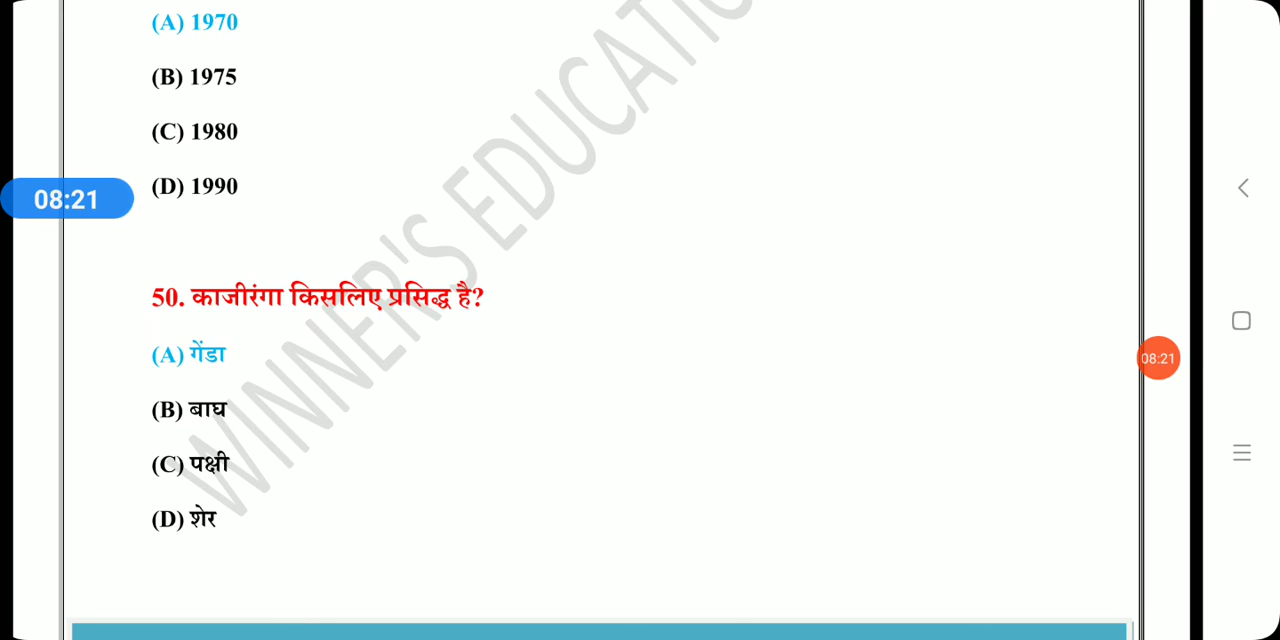 (A) 1970
(B) 1975
(C) 1980
(D) 1990
08:21
50. काजीरंगा किसलिए प्रसिद्ध है?
08:21
(A) गेंडा
(B) बाघ
(C) पक्षी
(D) शेर
WINNER'S EDUCATIO